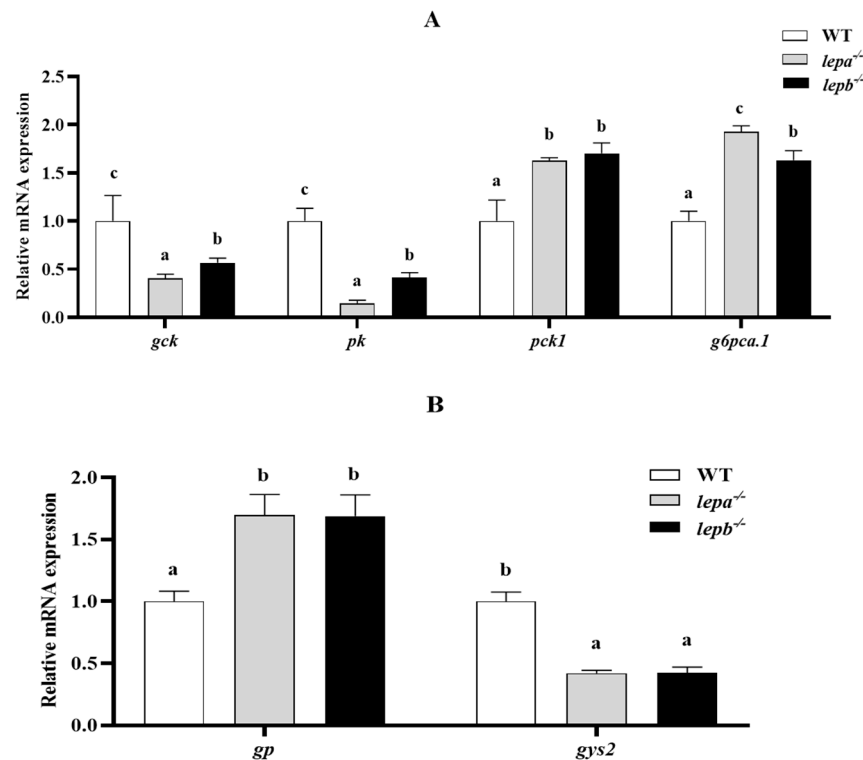 A
WT
lepa-/-
lepb-/-
Relative mRNA expression
2.5
2.0
1.5
1.0
0.5
0.0
c
a
b
c
a
b
a
b
b
a
c
b
gck
pk
pck1
g6pca.1
B
WT
lepa-/-
lepb-/-
Relative mRNA expression
2.0
1.5
1.0
0.5
0.0
a
b
b
b
a
a
gp
gys2